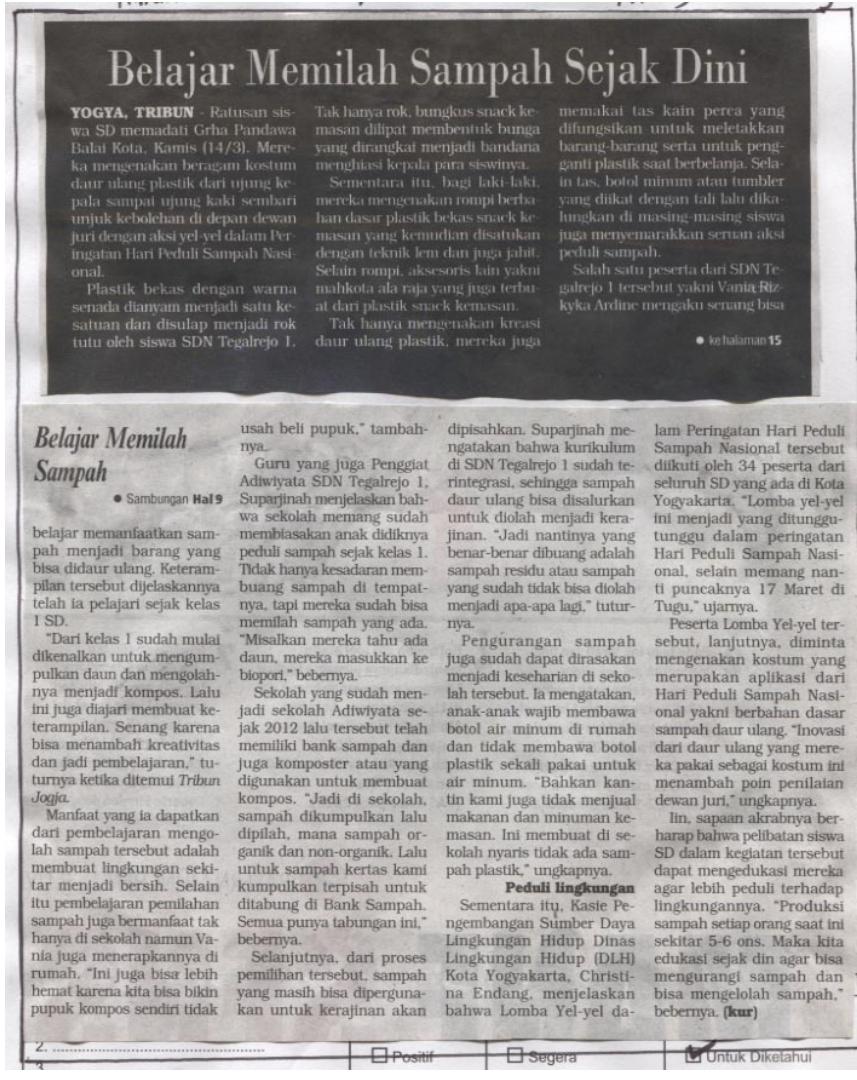 Belajar Memilah Sampah Sejak Dini
YOGYA, TRIBUN - Ratusan sis-
wa SD memadati Grha Pandawa
Balai Kota, Kamis (14/3). Mere-
ka mengenakan beragam kostum
daur ulang plastik dari ujung ke-
pala sampai ujung kaki sembari
unjuk kebolehan di depan dewan
juri dengan aksi yel-yel dalam Per-
ingatan Hari Peduli Sampah Nasi-
onal.
Plastik bekas dengan warna
senada dianyam menjadi satu ke-
satuan dan disulap menjadi rok
tutu oleh siswa SDN Tegalrejo 1.
Tak hanya rok, bungkus snack ke-
masan dilipat membentuk bunga
yang dirangkai menjadi bandana
menghiasi kepala para siswinya.
Sementara itu, bagi laki-laki,
mereka mengenakan rompi berba-
han dasar plastik bekas snack ke-
masan yang kemudian disatukan
dengan teknik lem dan juga jahit.
Selain rompi, aksesoris lain yakni
mahkota ala raja yang juga terbu-
at dari plastik snack kemasan.
Tak hanya mengenakan kreasi
daur ulang plastik, mereka juga
memakai tas kain perca yang
difungsikan untuk meletakkan
barang-barang serta untuk peng-
ganti plastik saat berbelanja. Sela-
in tas, botol minum atau tumbler
yang diikat dengan tali lalu dika-
lungkan di masing-masing siswa
juga menyemarakkan seruan aksi
peduli sampah.
Salah satu peserta dari SDN Te-
galrejo 1 tersebut yakni Vania Riz-
kyka Ardine mengaku senang bisa
● ke halaman 15
Belajar Memilah
Sampah
● Sambungan Hal 9
belajar memanfaatkan sam-
pah menjadi barang yang
bisa didaur ulang. Keteram-
pilan tersebut dijelaskannya
telah ia pelajari sejak kelas
1 SD.
"Dari kelas 1 sudah mulai
dikenalkan untuk mengum-
pulkan daun dan mengolah-
nya menjadi kompos. Lalu
ini juga diajari membuat ke-
terampilan. Senang karena
bisa menambah kreativitas
dan jadi pembelajaran," tu-
turnya ketika ditemui Tribun
Jogja.
Manfaat yang ia dapatkan
dari pembelajaran mengo-
lah sampah tersebut adalah
membuat lingkungan seki-
tar menjadi bersih. Selain
itu pembelajaran pemilahan
sampah juga bermanfaat tak
hanya di sekolah namun Va-
nia juga menerapkannya di
rumah. "Ini juga bisa lebih
hemat karena kita bisa bikin
pupuk kompos sendiri tidak
usah beli pupuk," tambah-
nya.
Guru yang juga Penggiat
Adiwiyata SDN Tegalrejo 1,
Suparjinah menjelaskan bah-
wa sekolah memang sudah
membiasakan anak didiknya
peduli sampah sejak kelas 1.
Tidak hanya kesadaran mem-
buang sampah di tempat-
nya, tapi mereka sudah bisa
memilah sampah yang ada.
"Misalkan mereka tahu ada
daun, mereka masukkan ke
biopori," bebernya.
Sekolah yang sudah men-
jadi sekolah Adiwiyata se-
jak 2012 lalu tersebut telah
memiliki bank sampah dan
juga komposter atau yang
digunakan untuk membuat
kompos. "Jadi di sekolah,
sampah dikumpulkan lalu
dipilah, mana sampah or-
ganik dan non-organik. Lalu
untuk sampah kertas kami
kumpulkan terpisah untuk
ditabung di Bank Sampah.
Semua punya tabungan ini,"
bebernya.
Selanjutnya, dari proses
pemilihan tersebut, sampah
yang masih bisa diperguna-
kan untuk kerajinan akan
dipisahkan. Suparjinah me-
ngatakan bahwa kurikulum
di SDN Tegalrejo 1 sudah te-
rintegrasi, sehingga sampah
daur ulang bisa disalurkan
untuk diolah menjadi kera-
jinan. "Jadi nantinya yang
benar-benar dibuang adalah
sampah residu atau sampah
yang sudah tidak bisa diolah
menjadi apa-apa lagi," tutur-
nya.
Pengurangan sampah
juga sudah dapat dirasakan
menjadi keseharian di seko-
lah tersebut. Ia mengatakan,
anak-anak wajib membawa
botol air minum di rumah
dan tidak membawa botol
plastik sekali pakai untuk
air minum. "Bahkan kan-
tin kami juga tidak menjual
makanan dan minuman ke-
masan. Ini membuat di se-
kolah nyaris tidak ada sam-
pah plastik," ungkapnya.
Peduli lingkungan
Sementara itu, Kasie Pe-
ngembangan Sumber Daya
Lingkungan Hidup Dinas
Lingkungan Hidup (DLH)
Kota Yogyakarta, Christi-
na Endang, menjelaskan
bahwa Lomba Yel-yel da-
lam Peringatan Hari Peduli
Sampah Nasional tersebut
diikuti oleh 34 peserta dari
seluruh SD yang ada di Kota
Yogyakarta. "Lomba yel-yel
ini menjadi yang ditunggu-
tunggu dalam peringatan
Hari Peduli Sampah Nasi-
onal, selain memang nan-
ti puncaknya 17 Maret di
Tugu," ujarnya.
Peserta Lomba Yel-yel ter-
sebut, lanjutnya, diminta
mengenakan kostum yang
merupakan aplikasi dari
Hari Peduli Sampah Nasi-
onal yakni berbahan dasar
sampah daur ulang. "Inovasi
dari daur ulang yang mere-
ka pakai sebagai kostum ini
menambah poin penilaian
dewan juri," ungkapnya.
Iin, sapaan akrabnya ber-
harap bahwa pelibatan siswa
SD dalam kegiatan tersebut
dapat mengedukasi mereka
agar lebih peduli terhadap
lingkungannya. "Produksi
sampah setiap orang saat ini
sekitar 5-6 ons. Maka kita
edukasi sejak din agar bisa
mengurangi sampah dan
bisa mengelolah sampah,"
bebernya. (kur)
2. ........................................
Positif
Segera
Untuk Diketahui